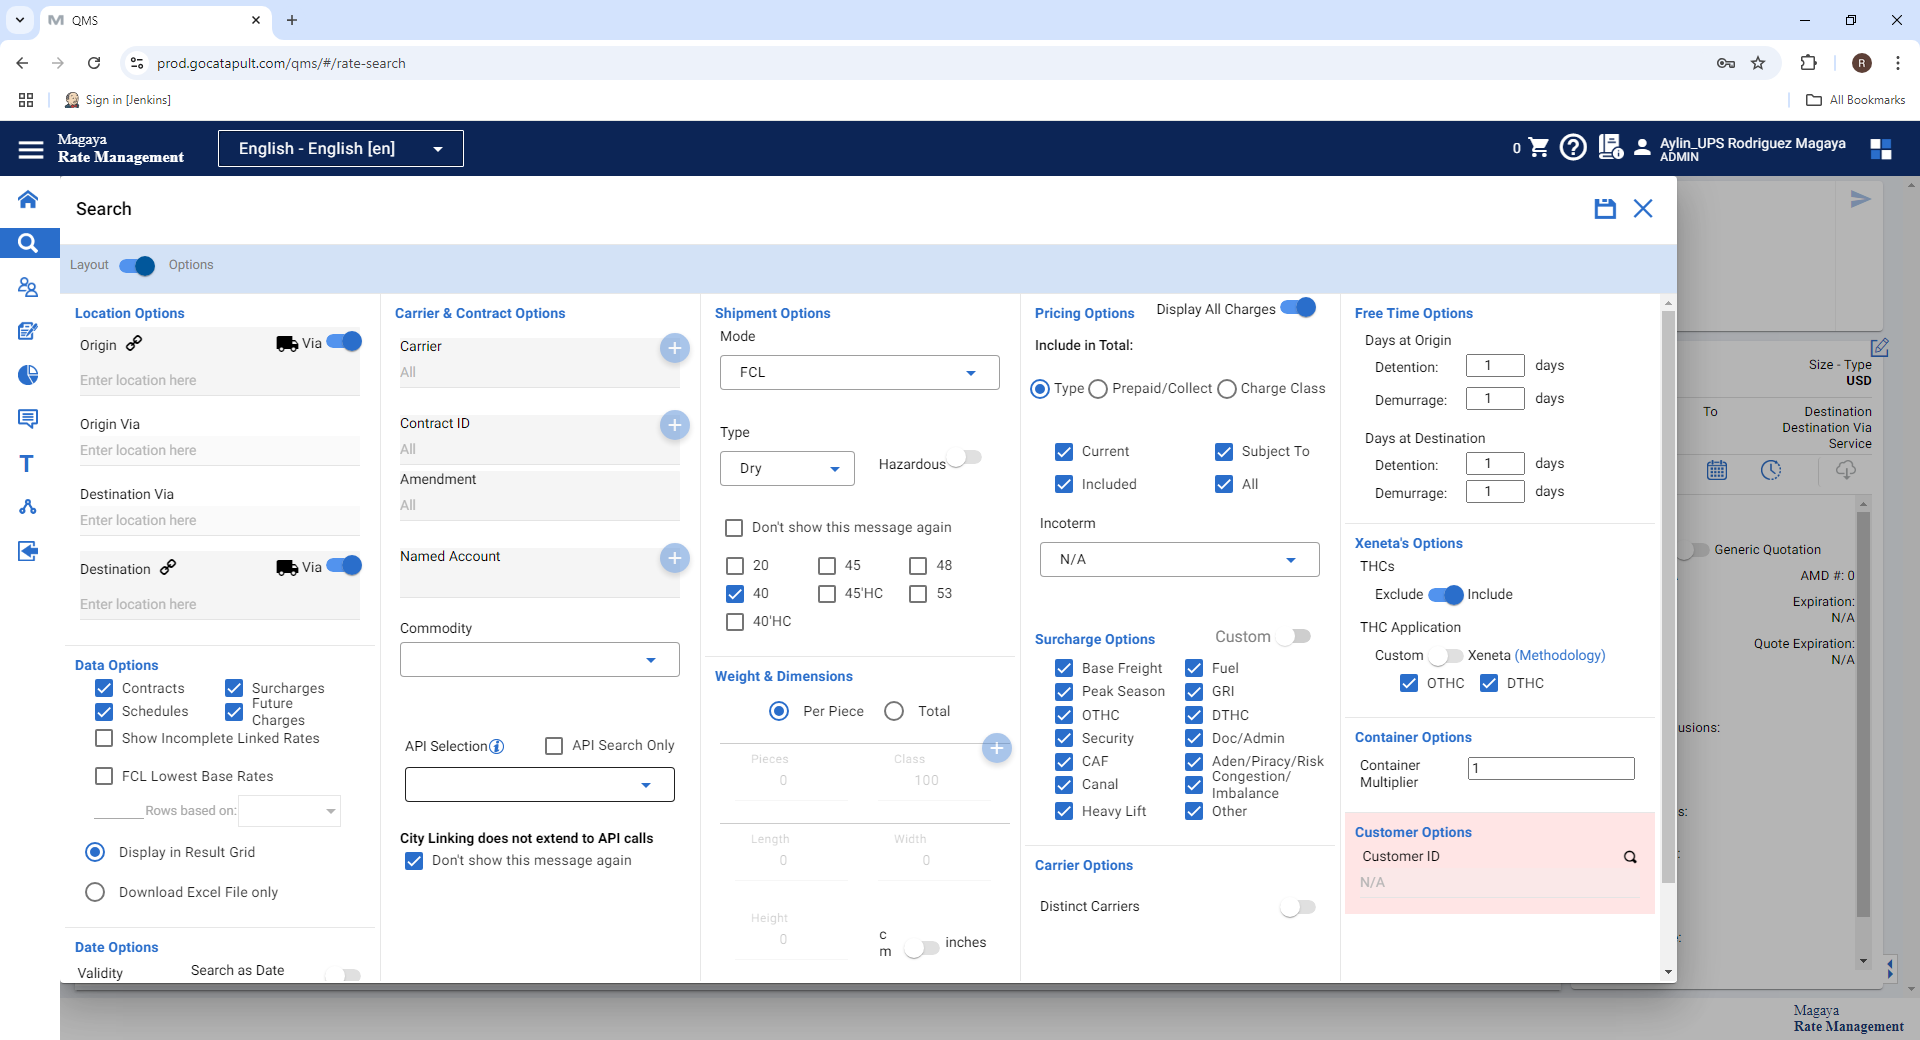 QMS
prod.gocatapult.com/qms/#/rate-search
R
Sign in [Jenkins]
All Bookmarks
Magaya
Rate Management
English - English [en]
0
Aylin_UPS Rodriguez Magaya
ADMIN
Search
Layout
Options
Location Options
Origin
Via
Enter location here
Origin Via
Enter location here
Destination Via
Enter location here
Destination
Via
Enter location here
Data Options
Contracts
Surcharges
Schedules
Future
Charges
Show Incomplete Linked Rates
FCL Lowest Base Rates
Rows based on:
Display in Result Grid
Download Excel File only
Date Options
Validity
Search as Date
Carrier & Contract Options
Carrier
All
Contract ID
All
Amendment
All
Named Account
Commodity
API Selection
API Search Only
City Linking does not extend to API calls
Don't show this message again
Shipment Options
Mode
FCL
Type
Dry
Hazardous
Don't show this message again
20
45
48
40
45'HC
53
40'HC
Weight & Dimensions
Per Piece
Total
Pieces
0
Class
100
Length
0
Width
0
Height
0
c
m
inches
Pricing Options
Display All Charges
Include in Total:
Type
Prepaid/Collect
Charge Class
Current
Subject To
Included
All
Incoterm
N/A
Surcharge Options
Custom
Base Freight
Fuel
Peak Season
GRI
OTHC
DTHC
Security
Doc/Admin
CAF
Aden/Piracy/Risk
Canal
Congestion/
Imbalance
Heavy Lift
Other
Carrier Options
Distinct Carriers
Free Time Options
Days at Origin
Detention:
1
days
Demurrage:
1
days
Days at Destination
Detention:
1
days
Demurrage:
1
days
Xeneta's Options
THCs
Exclude
Include
THC Application
Custom
Xeneta (Methodology)
OTHC
DTHC
Container Options
Container
Multiplier
1
Customer Options
Customer ID
N/A
Size - Type
USD
To
Destination
Destination Via
Service
Generic Quotation
AMD #: 0
Expiration:
N/A
Quote Expiration:
N/A
usions:
s:
Magaya
Rate Management